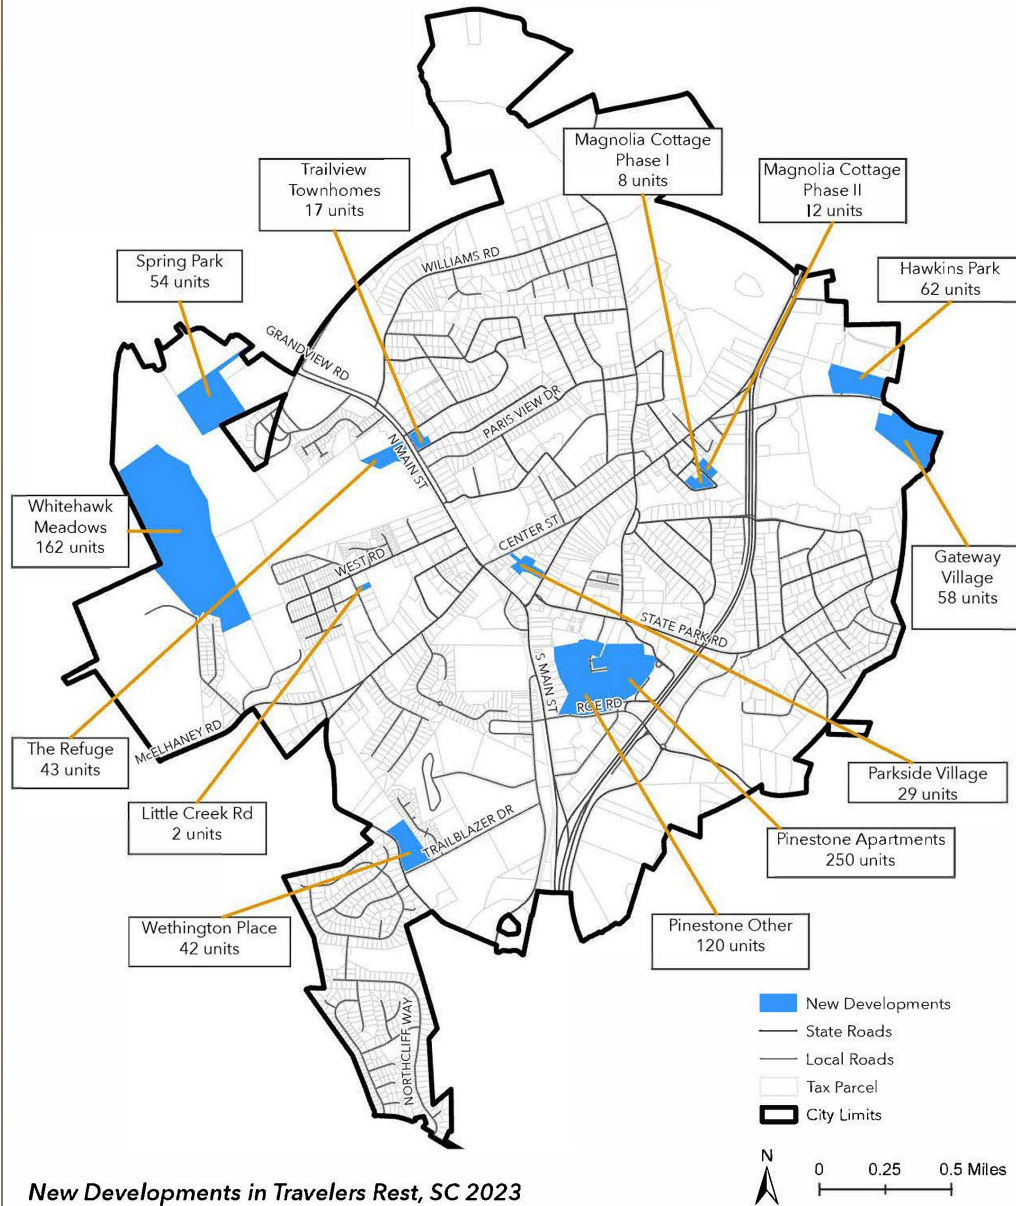 Magnolia Cottage
Phase I
8 units
Trailview
Townhomes
17 units
Magnolia Cottage
Phase II
12 units
Spring Park
54 units
Hawkins Park
62 units
WILLIAMS RD
GRANDVIEW RD
PARIS VIEW DR
N MAIN ST
Whitehawk
Meadows
162 units
CENTER ST
WEST RD
Gateway
Village
58 units
STATE PARK RD
S MAIN ST
ROE RD
McELHANEY RD
The Refuge
43 units
Parkside Village
29 units
Little Creek Rd
2 units
TRAILBLAZER DR
Pinestone Apartments
250 units
Wethington Place
42 units
Pinestone Other
120 units
NORTHCLIFF WAY
New Developments
State Roads
Local Roads
Tax Parcel
City Limits
N
0 0.25 0.5 Miles
New Developments in Travelers Rest, SC 2023